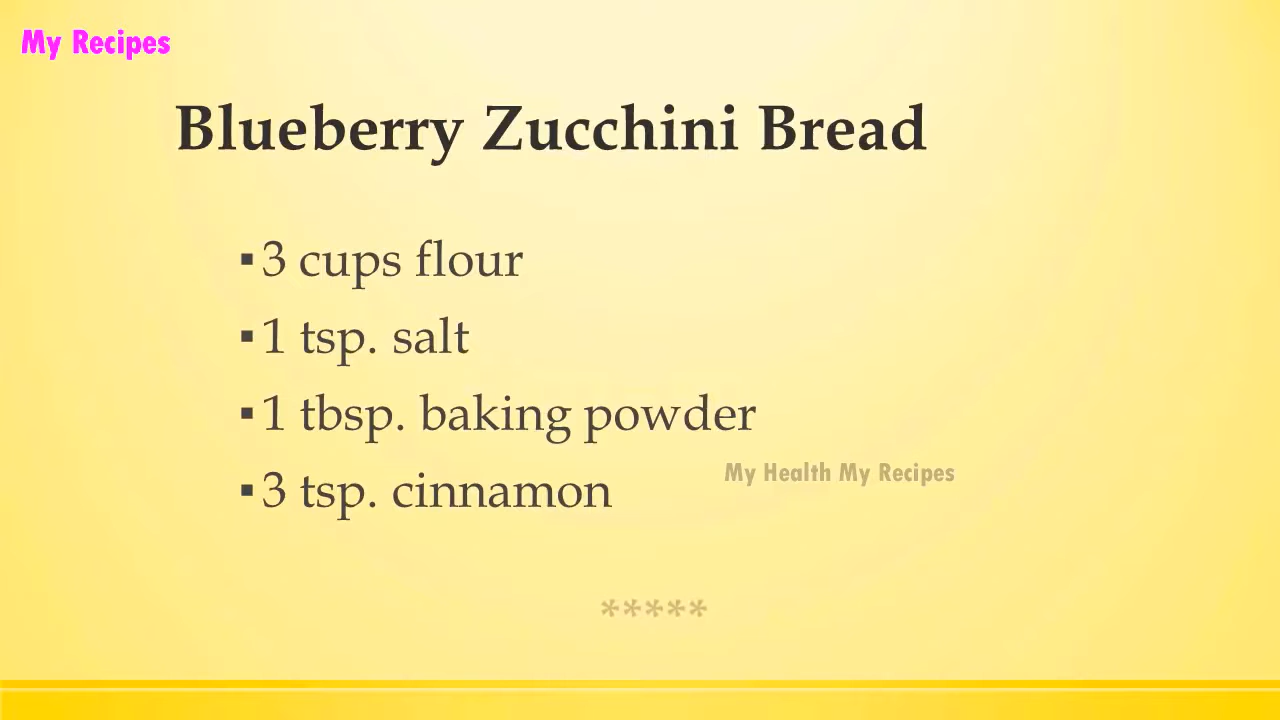 My Recipes
Blueberry Zucchini Bread
▪3 cups flour
▪1 tsp. salt
▪1 tbsp. baking powder
▪3 tsp. cinnamon
My Health My Recipes
*****